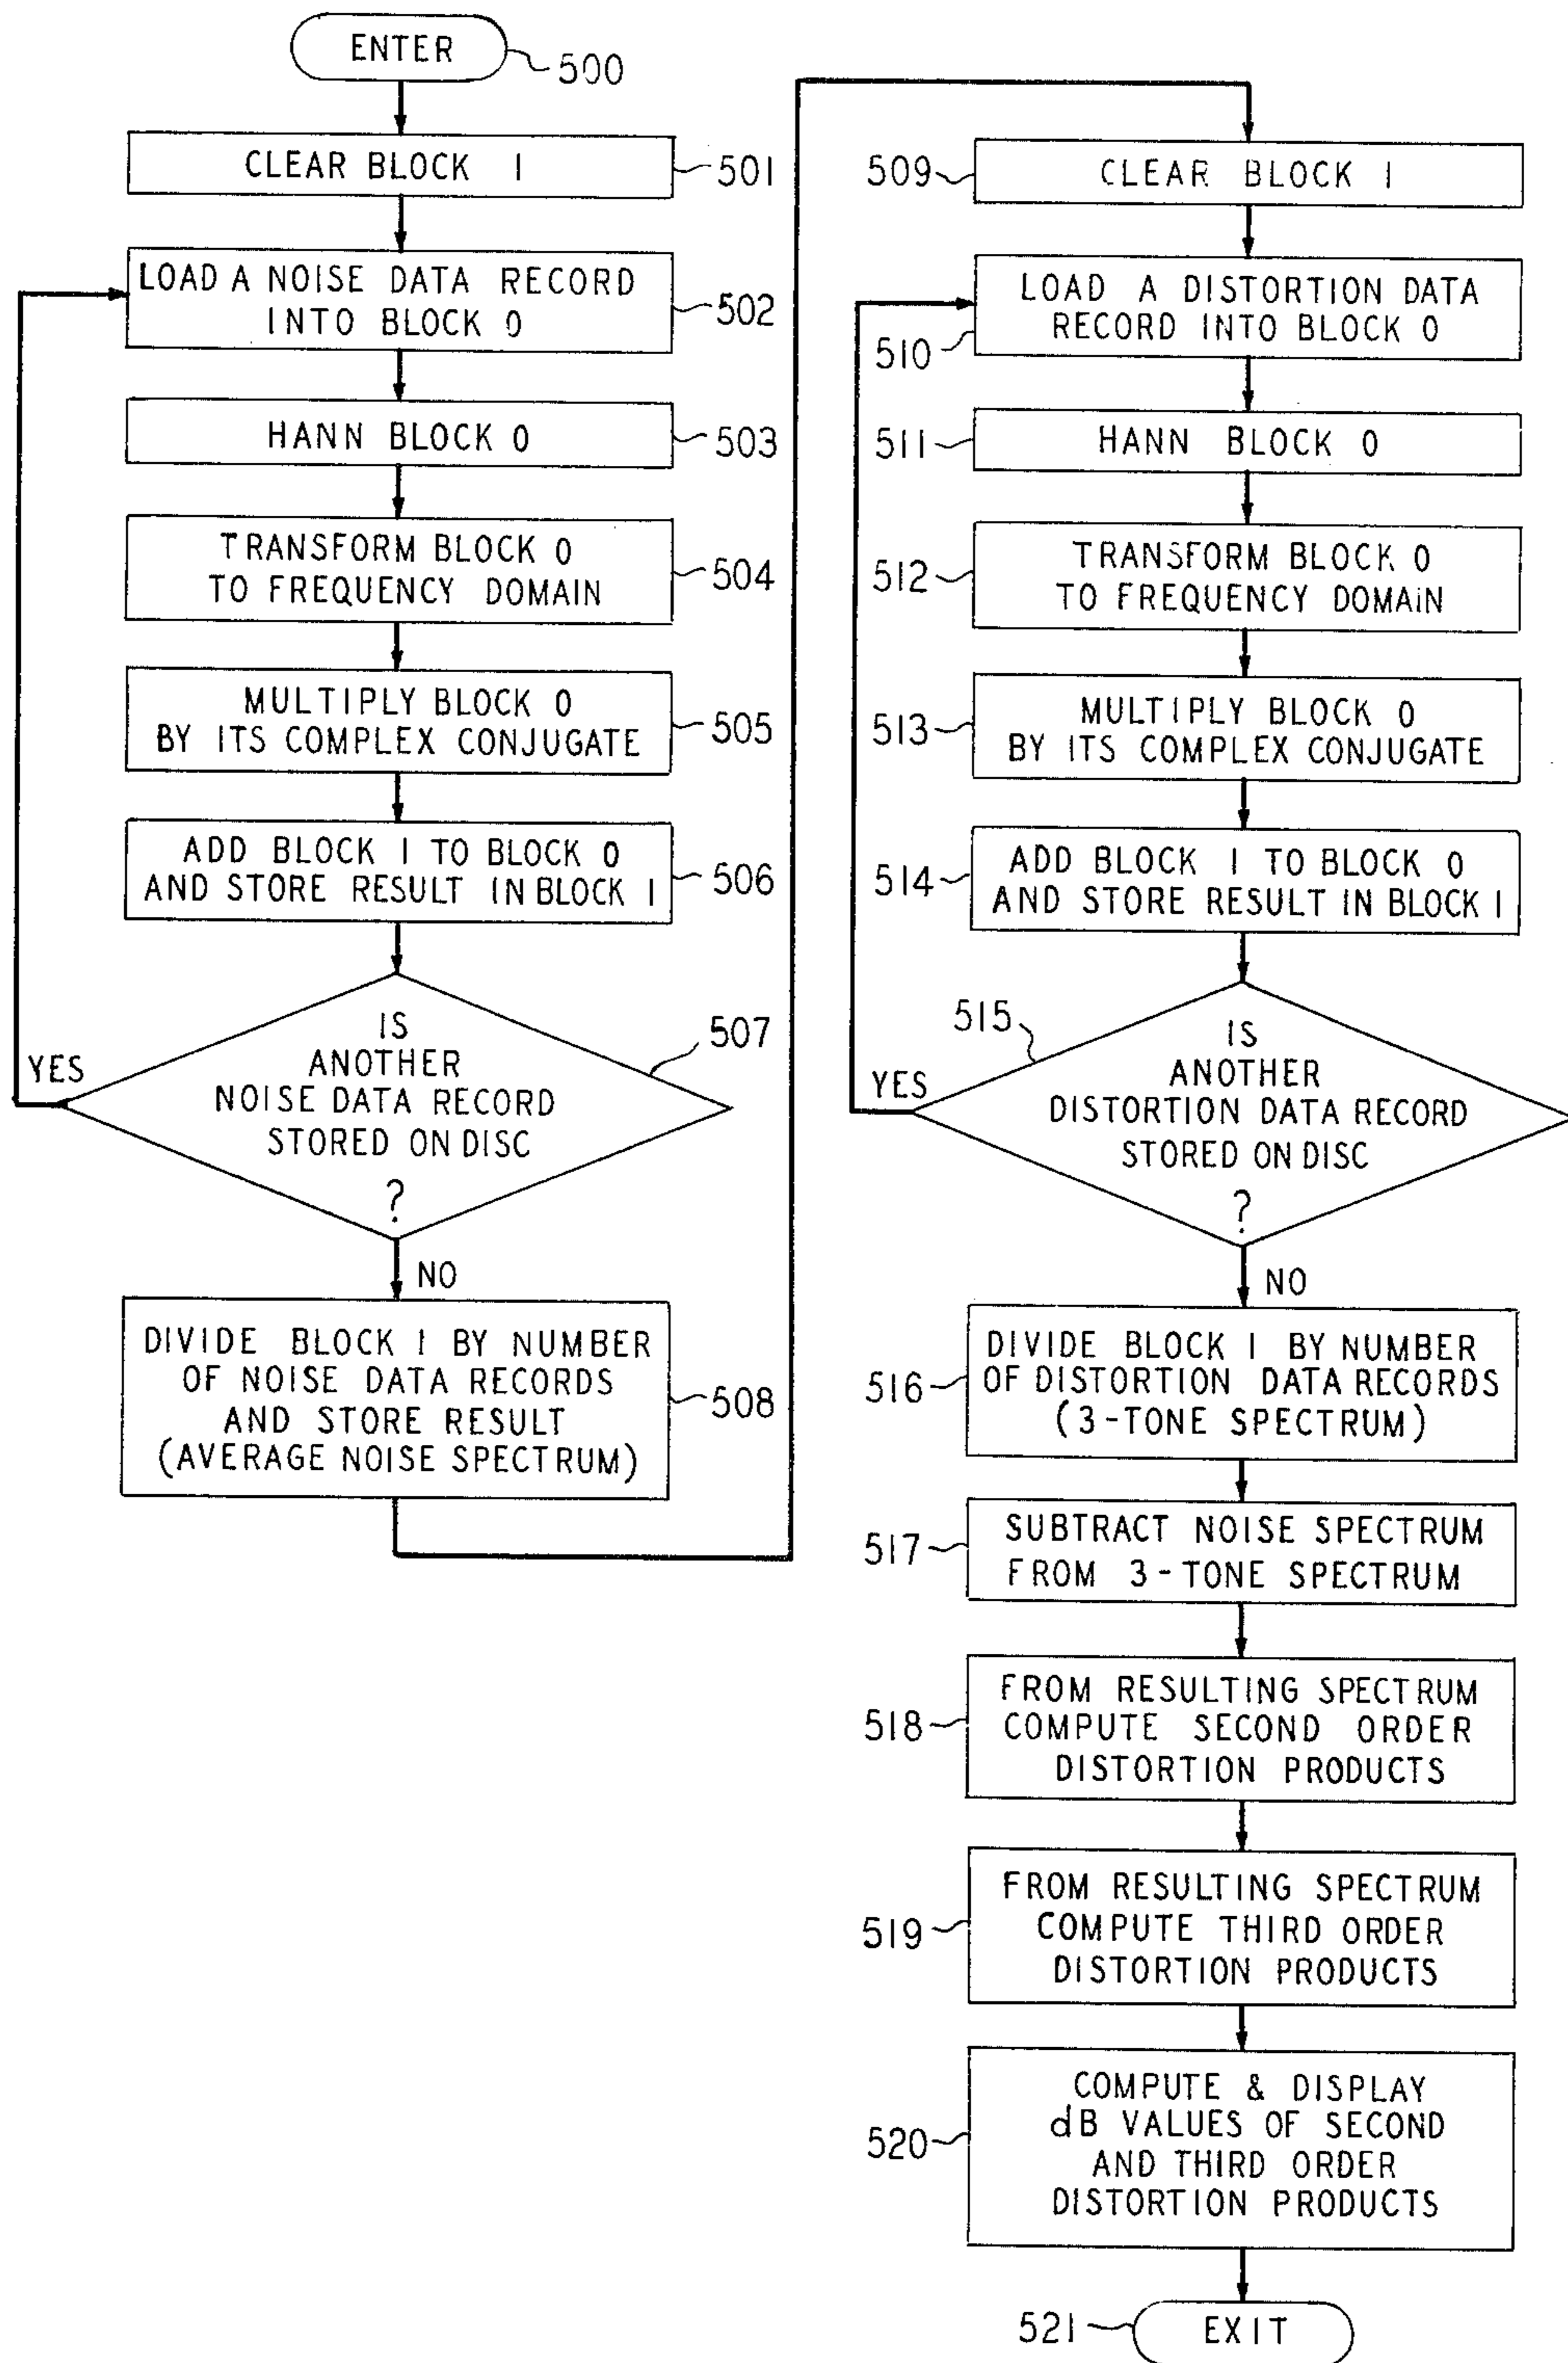 ENTER
500
CLEAR BLOCK 1
501
LOAD A NOISE DATA RECORD
INTO BLOCK 0
502
HANN BLOCK 0
503
TRANSFORM BLOCK 0
TO FREQUENCY DOMAIN
504
MULTIPLY BLOCK 0
BY ITS COMPLEX CONJUGATE
505
ADD BLOCK 1 TO BLOCK 0
AND STORE RESULT IN BLOCK 1
506
IS
ANOTHER
NOISE DATA RECORD
STORED ON DISC
?
507
YES
NO
DIVIDE BLOCK 1 BY NUMBER
OF NOISE DATA RECORDS
AND STORE RESULT
(AVERAGE NOISE SPECTRUM)
508
509
CLEAR BLOCK 1
LOAD A DISTORTION DATA
RECORD INTO BLOCK 0
510
HANN BLOCK 0
511
TRANSFORM BLOCK 0
TO FREQUENCY DOMAIN
512
MULTIPLY BLOCK 0
BY ITS COMPLEX CONJUGATE
513
ADD BLOCK 1 TO BLOCK 0
AND STORE RESULT IN BLOCK 1
514
515
IS
ANOTHER
DISTORTION DATA RECORD
STORED ON DISC
?
YES
NO
DIVIDE BLOCK 1 BY NUMBER
OF DISTORTION DATA RECORDS
(3-TONE SPECTRUM)
516
SUBTRACT NOISE SPECTRUM
FROM 3-TONE SPECTRUM
517
FROM RESULTING SPECTRUM
COMPUTE SECOND ORDER
DISTORTION PRODUCTS
518
FROM RESULTING SPECTRUM
COMPUTE THIRD ORDER
DISTORTION PRODUCTS
519
COMPUTE & DISPLAY
dB VALUES OF SECOND
AND THIRD ORDER
DISTORTION PRODUCTS
520
521
EXIT